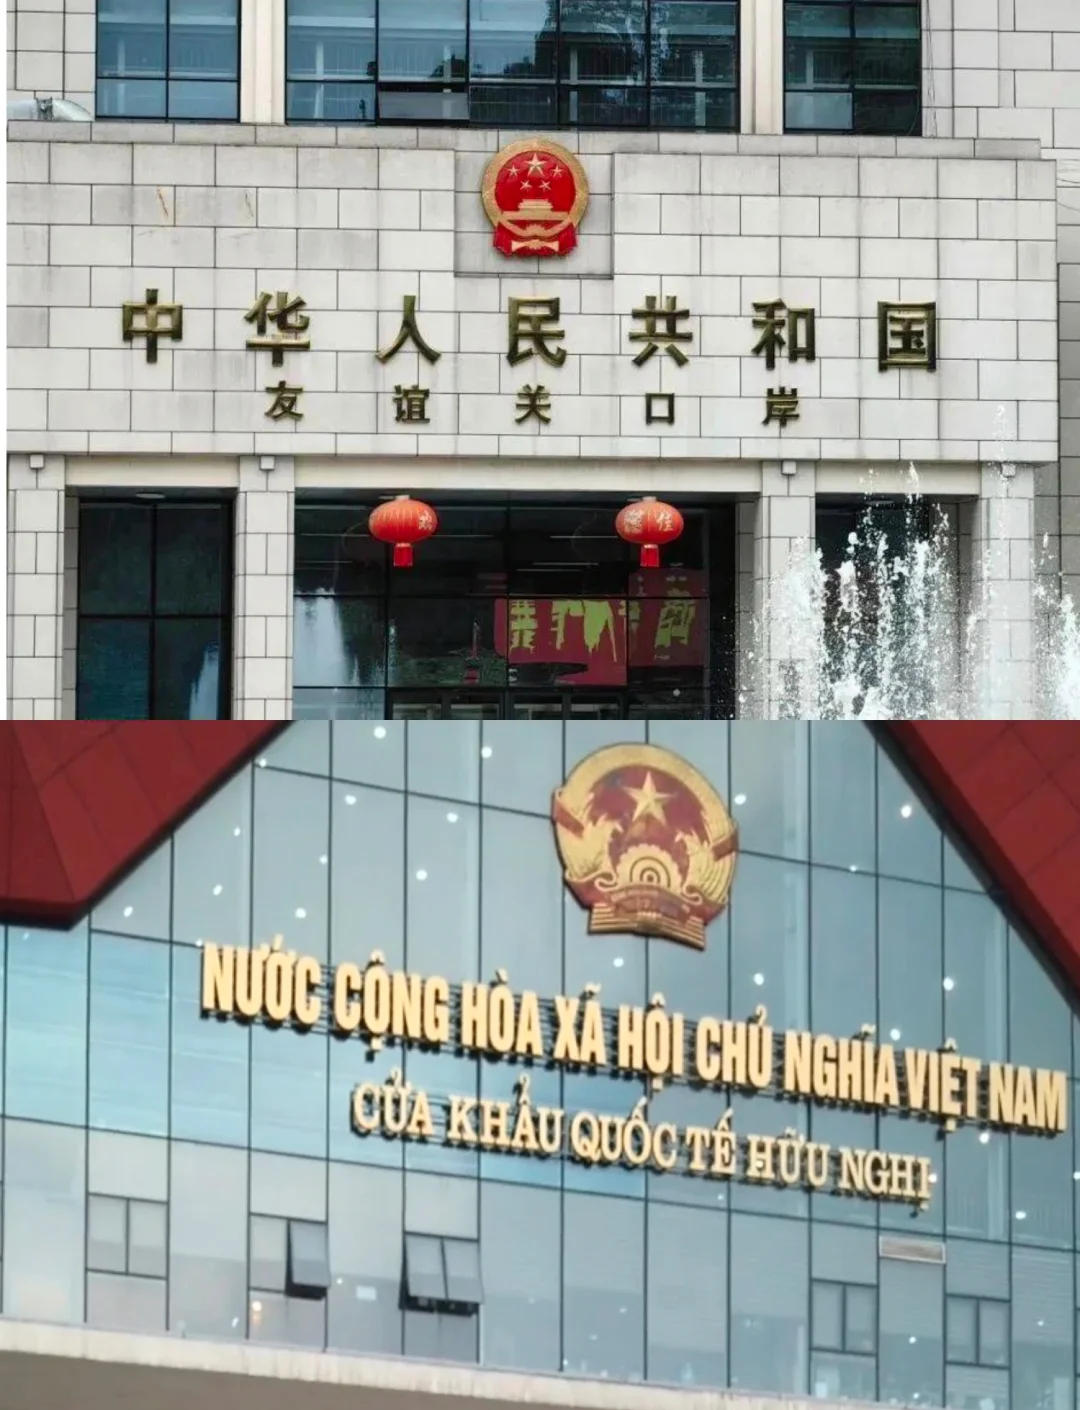 中华人民共和国
友谊关口岸
NƯỚC CỘNG HÒA XÃ HỘI CHỦ NGHĨA VIỆT NAM
CỬA KHẨU QUỐC TẾ HỮU NGHỊ